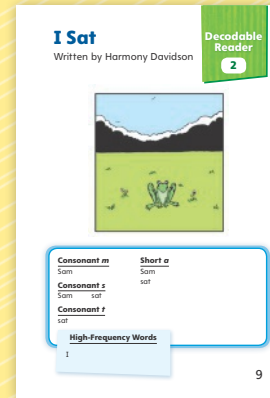 I Sat
Written by Harmony Davidson
Decodable
Reader
2
Consonant m
Sam
Consonant s
Sam sat
Consonant t
sat
Short a
Sam
sat
High-Frequency Words
I
9